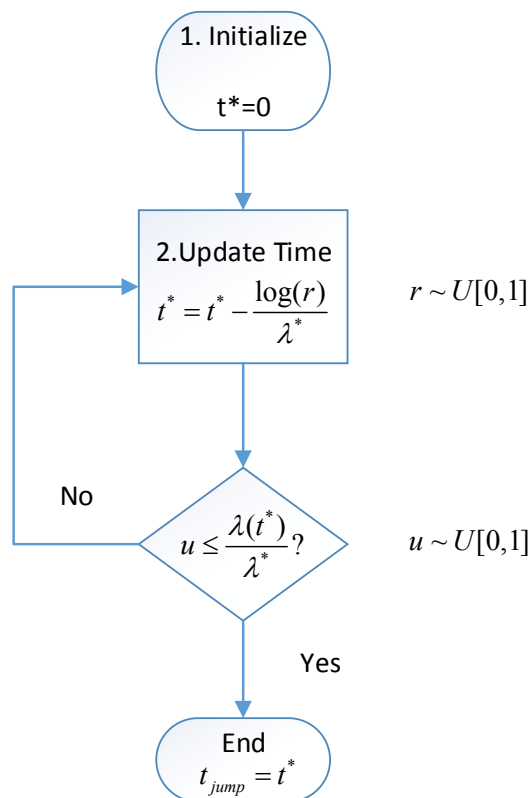 1. Initialize
t*=0
2.Update Time
t* = t* − log(r)/λ*
r ~ U[0,1]
No
u ≤ λ(t*)/λ* ?
u ~ U[0,1]
Yes
End
t_jump = t*